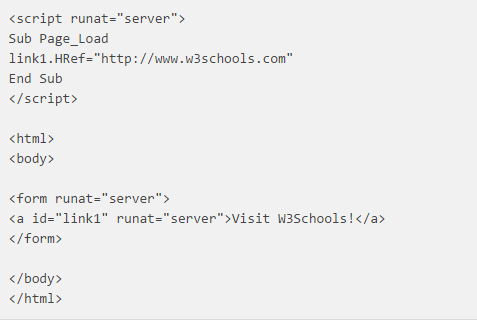 <script runat="server">
Sub Page_Load
link1.HRef="http://www.w3schools.com"
End Sub
</script>
<html>
<body>
<form runat="server">
<a id="link1" runat="server">Visit W3Schools!</a>
</form>
</body>
</html>